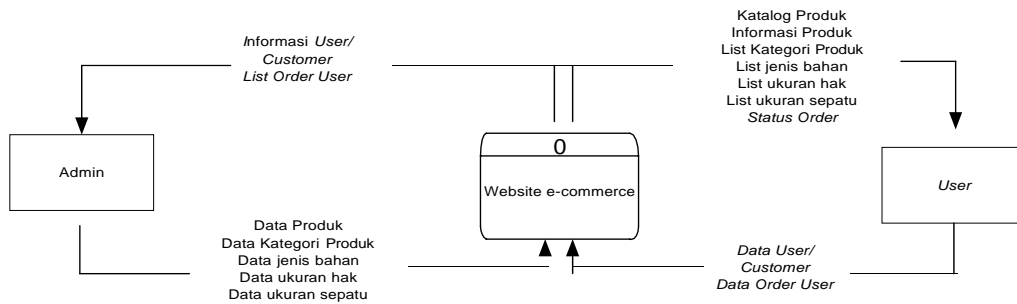 Informasi User/
Customer
List Order User
Katalog Produk
Informasi Produk
List Kategori Produk
List jenis bahan
List ukuran hak
List ukuran sepatu
Status Order
Admin
0
Website e-commerce
User
Data Produk
Data Kategori Produk
Data jenis bahan
Data ukuran hak
Data ukuran sepatu
Data User/
Customer
Data Order User